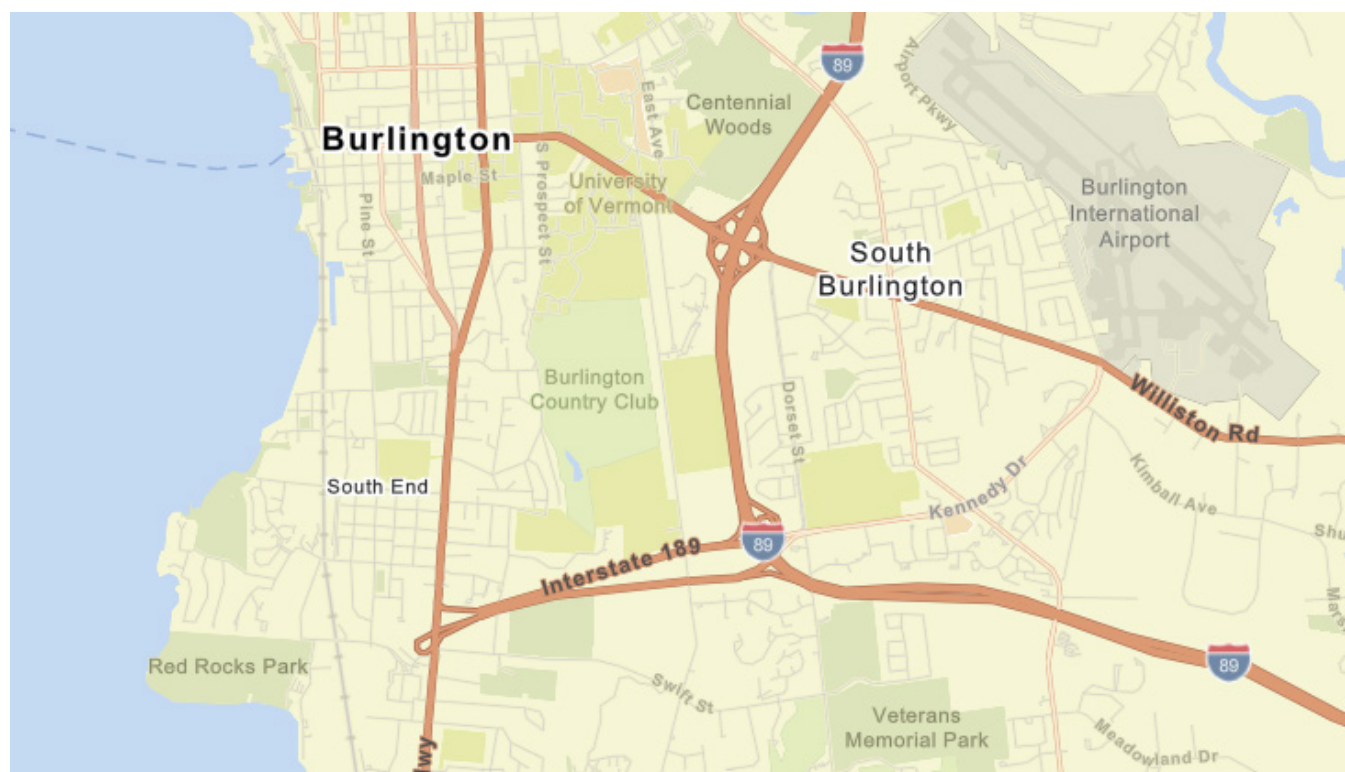 89
Airport Pkwy
East Ave
Centennial
Woods
Burlington
S Prospect St
Maple St
University
of Vermont
Pine St
Burlington
International
Airport
South
Burlington
Burlington
Country Club
Dorset St
Williston Rd
South End
Kennedy Dr
Kimball Ave
Interstate 189
89
Red Rocks Park
89
Swift St
Veterans
Memorial Park
Meadowland Dr